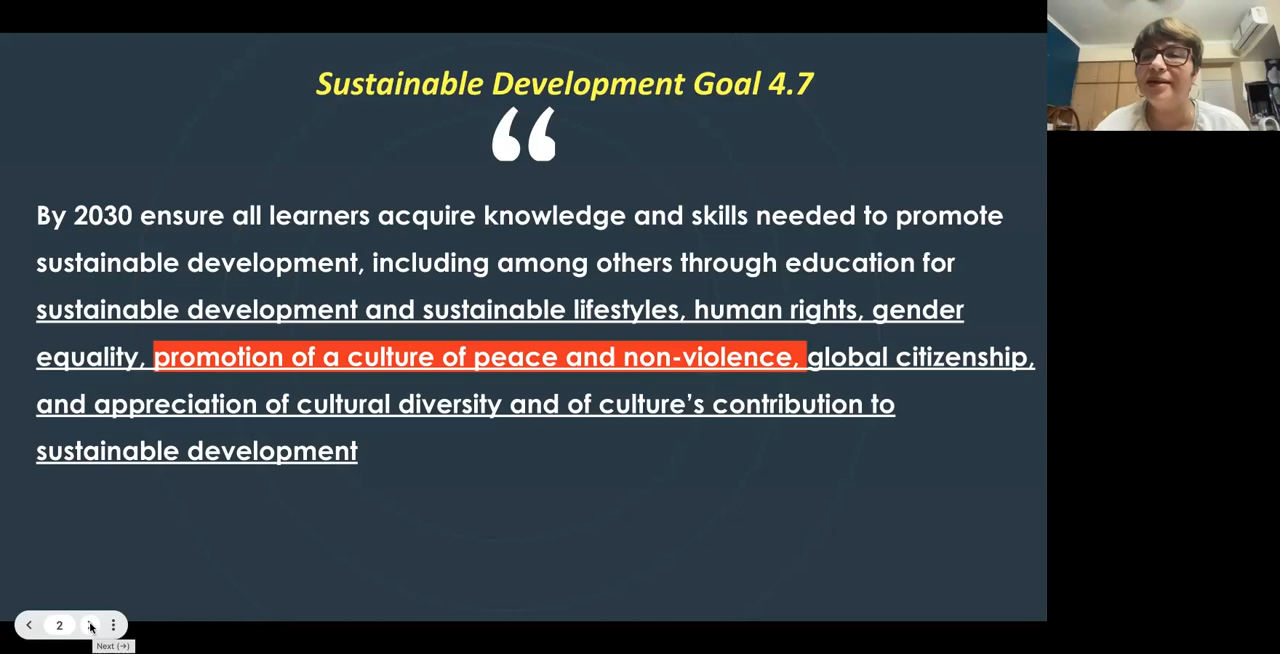 Sustainable Development Goal 4.7
“
By 2030 ensure all learners acquire knowledge and skills needed to promote
sustainable development, including among others through education for
sustainable development and sustainable lifestyles, human rights, gender
equality, promotion of a culture of peace and non-violence, global citizenship,
and appreciation of cultural diversity and of culture’s contribution to
sustainable development
2
Next (→)